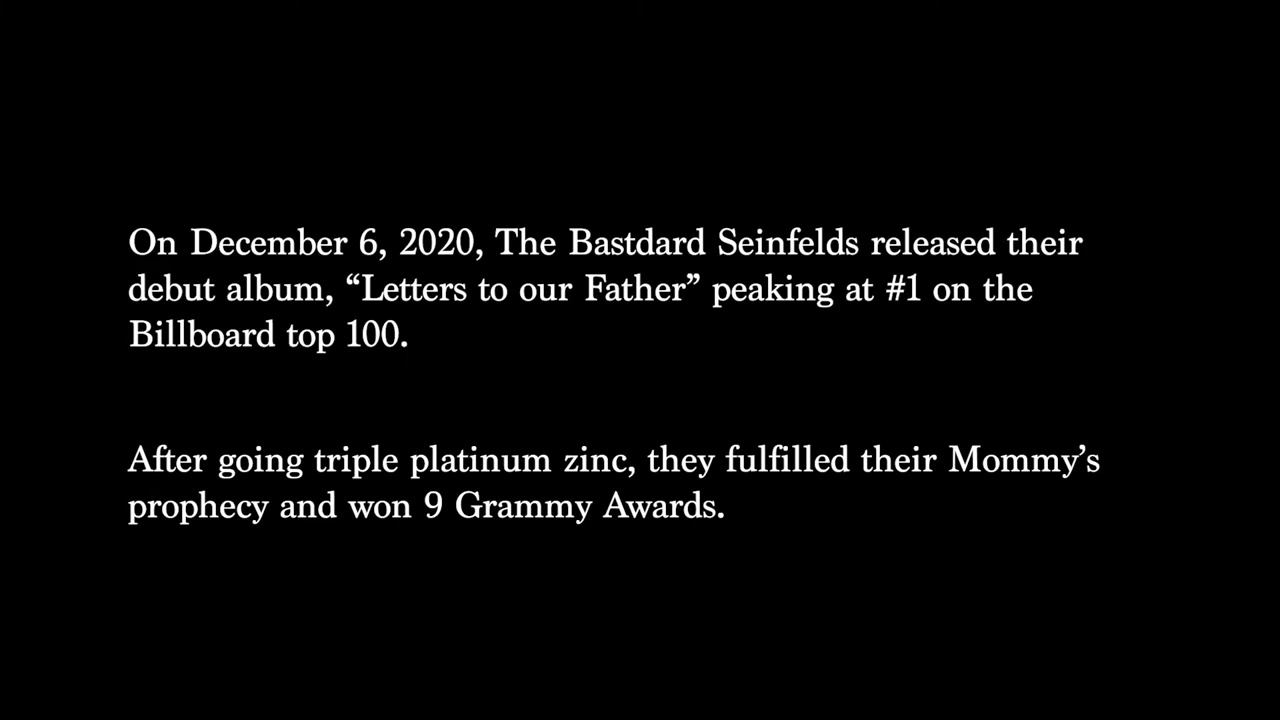 On December 6, 2020, The Bastdard Seinfelds released their
debut album, “Letters to our Father” peaking at #1 on the
Billboard top 100.
After going triple platinum zinc, they fulfilled their Mommy’s
prophecy and won 9 Grammy Awards.